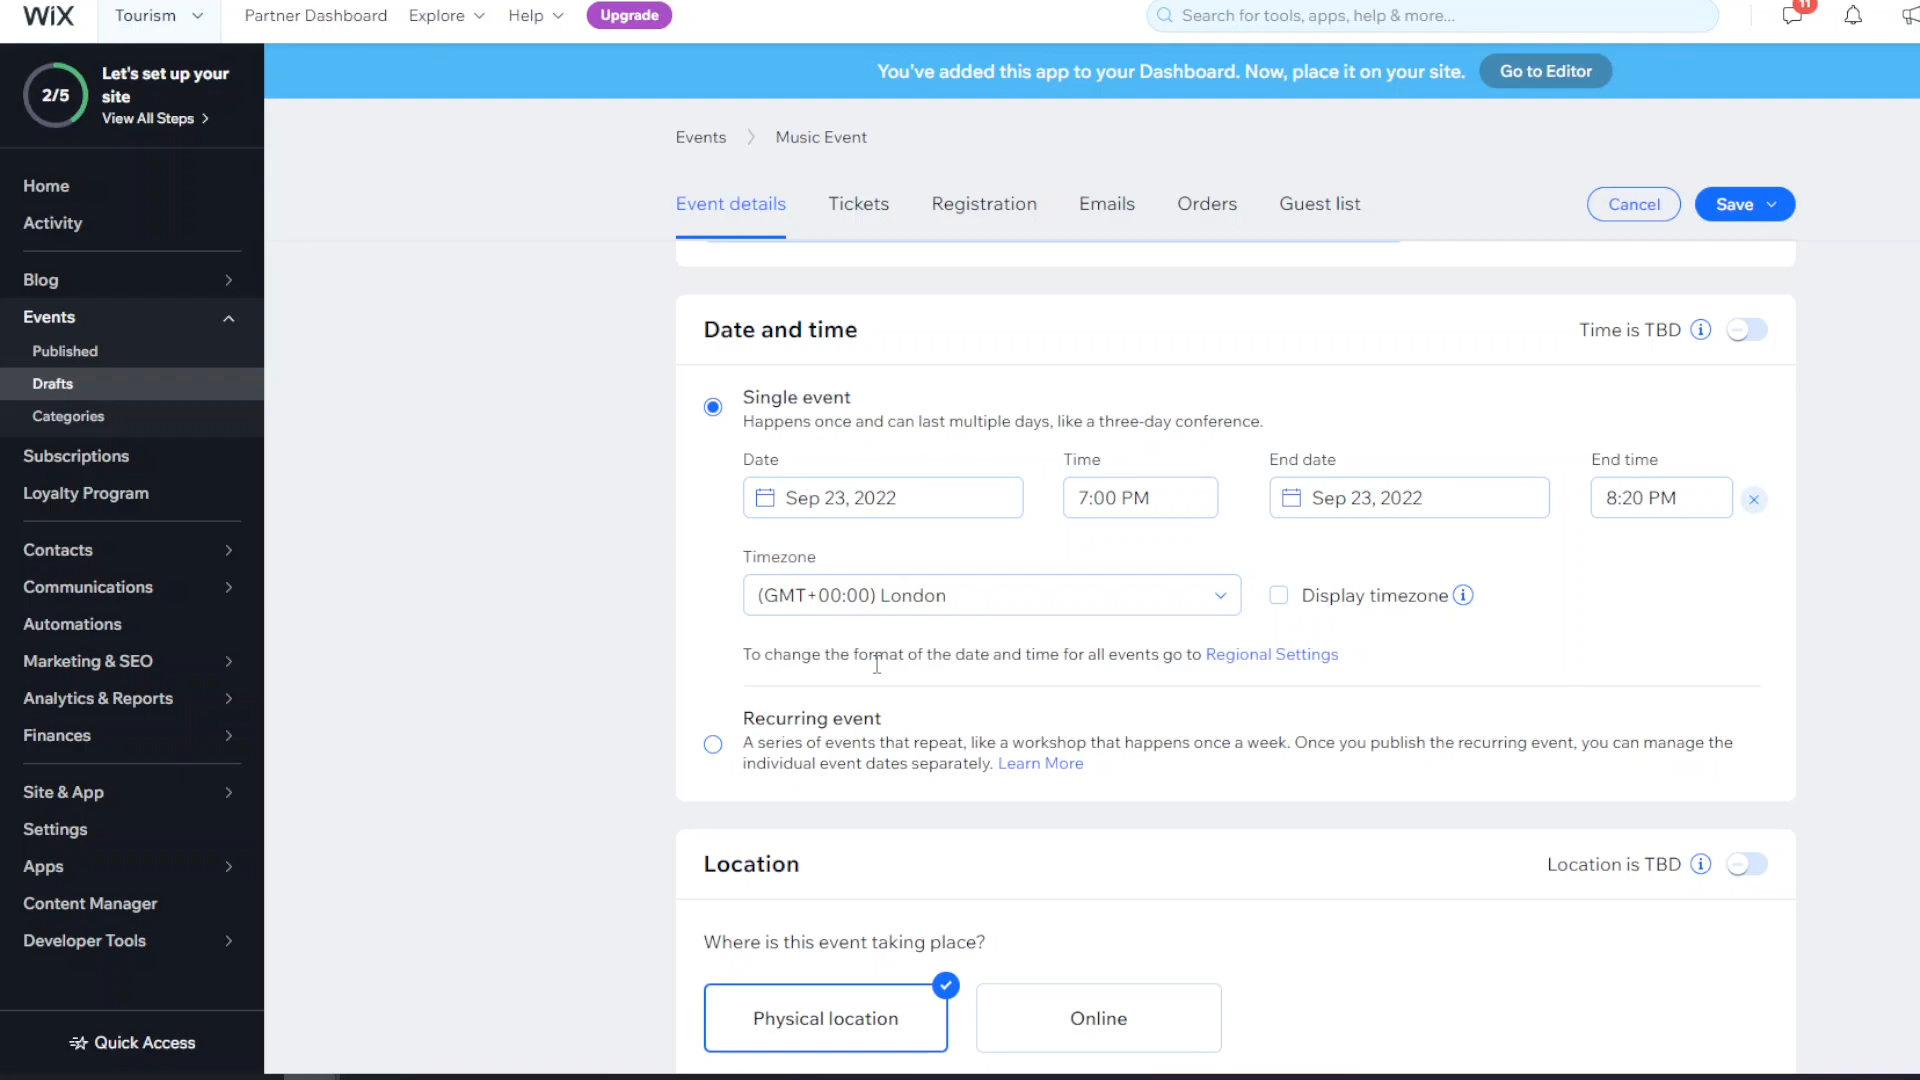 WiX
Tourism
Partner Dashboard
Explore
Help
Upgrade
Search for tools, apps, help & more...
11
2/5
Let's set up your
site
View All Steps
You've added this app to your Dashboard. Now, place it on your site.
Go to Editor
Home
Activity
Blog
Events
Published
Drafts
Categories
Subscriptions
Loyalty Program
Contacts
Communications
Automations
Marketing & SEO
Analytics & Reports
Finances
Site & App
Settings
Apps
Content Manager
Developer Tools
Quick Access
Events
Music Event
Event details
Tickets
Registration
Emails
Orders
Guest list
Cancel
Save
Date and time
Time is TBD
Single event
Happens once and can last multiple days, like a three-day conference.
Date
Time
End date
End time
Sep 23, 2022
7:00 PM
Sep 23, 2022
8:20 PM
Timezone
(GMT+00:00) London
Display timezone
To change the format of the date and time for all events go to Regional Settings
Recurring event
A series of events that repeat, like a workshop that happens once a week. Once you publish the recurring event, you can manage the
individual event dates separately. Learn More
Location
Location is TBD
Where is this event taking place?
Physical location
Online